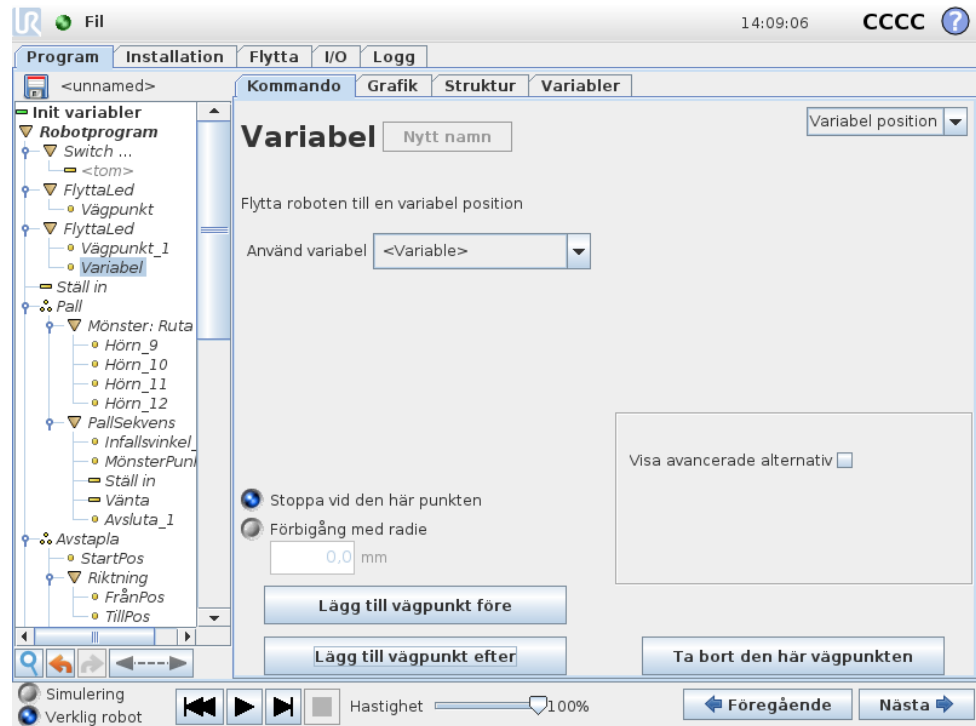 UR Fil 14:09:06 CCCC ?
Program Installation Flytta I/O Logg
<unnamed>
Kommando Grafik Struktur Variabler
Init variabler
Robotprogram
Switch ...
<tom>
FlyttaLed
Vägpunkt
FlyttaLed
Vägpunkt_1
Variabel
Ställ in
Pall
Mönster: Ruta
Hörn_9
Hörn_10
Hörn_11
Hörn_12
PallSekvens
Infallsvinkel_
MönsterPunk
Ställ in
Vänta
Avsluta_1
Avstapla
StartPos
Riktning
FrånPos
TillPos
Variabel Nytt namn
Variabel position
Flytta roboten till en variabel position
Använd variabel <Variable>
Visa avancerade alternativ
Stoppa vid den här punkten
Förbigång med radie
0,0 mm
Lägg till vägpunkt före
Lägg till vägpunkt efter
Ta bort den här vägpunkten
Simulering
Verklig robot
Hastighet 100%
Föregående
Nästa